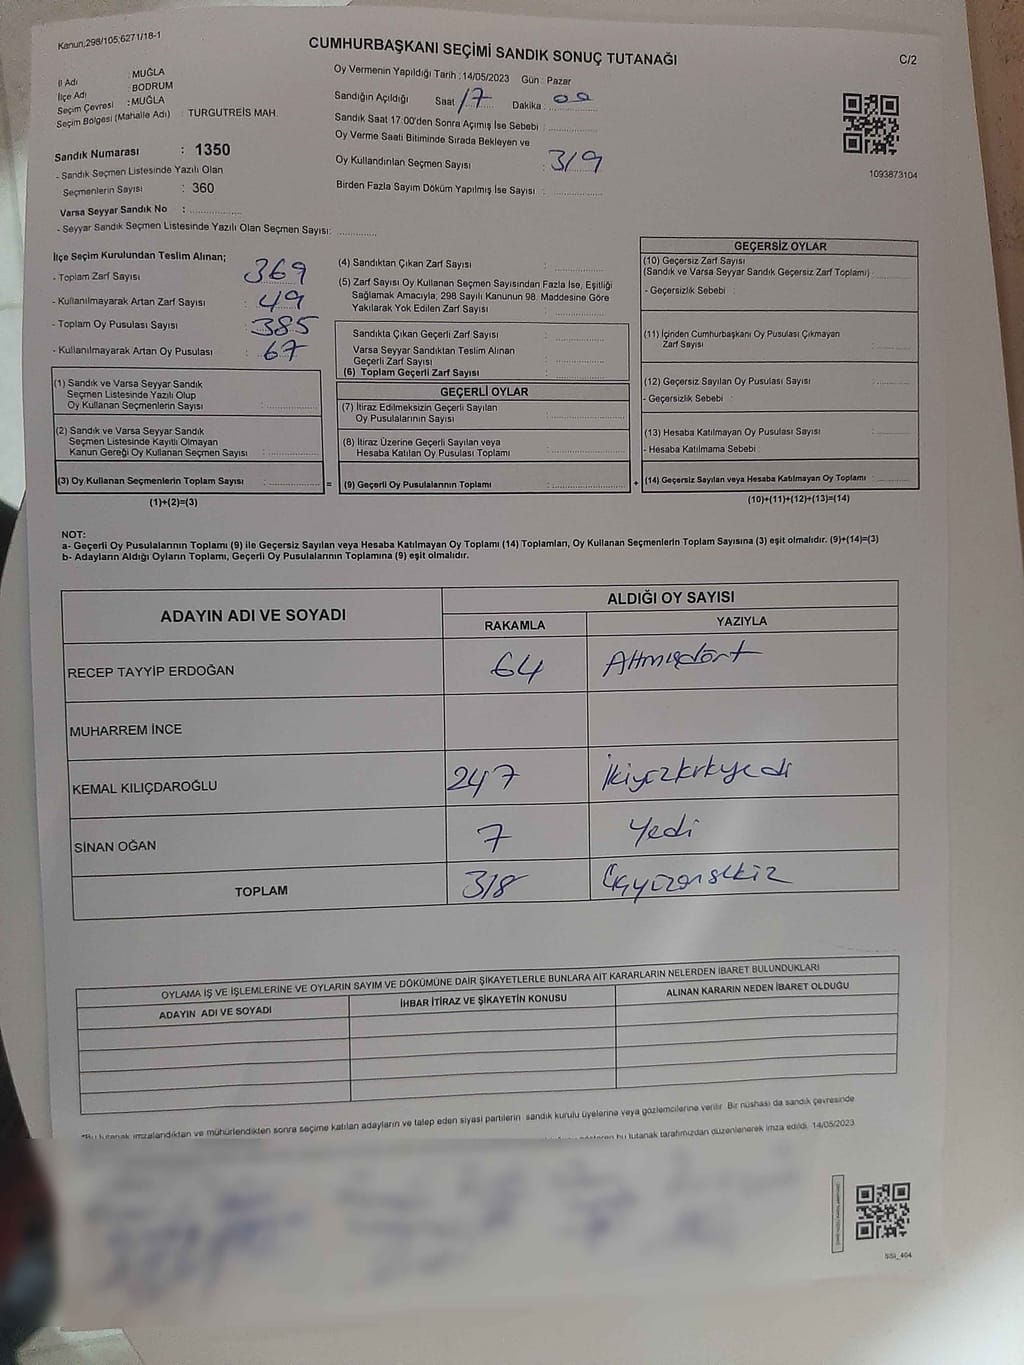 Kanun,298/105,6271/18-1
CUMHURBAŞKANI SEÇİMİ SANDIK SONUÇ TUTANAĞI
C/2
İl Adı : MUĞLA
İlçe Adı : BODRUM
Seçim Çevresi : MUĞLA
Seçim Bölgesi (Mahalle Adı) : TURGUTREİS MAH.
Sandık Numarası : 1350
- Sandık Seçmen Listesinde Yazılı Olan
Seçmenlerin Sayısı : 360
Varsa Seyyar Sandık No : ..................
- Seyyar Sandık Seçmen Listesinde Yazılı Olan Seçmen Sayısı: .............
Oy Vermenin Yapıldığı Tarih : 14/05/2023 Gün : Pazar
Sandığın Açıldığı Saat 17 Dakika : 00
Sandık Saat 17:00'den Sonra Açımış İse Sebebi : ..................
Oy Verme Saati Bitiminde Sırada Bekleyen ve
Oy Kullandırılan Seçmen Sayısı : 319
Birden Fazla Sayım Döküm Yapılmış İse Sayısı : ................
1093873104
İlçe Seçim Kurulundan Teslim Alınan;
- Toplam Zarf Sayısı : 369
- Kullanılmayarak Artan Zarf Sayısı : 49
- Toplam Oy Pusulası Sayısı : 385
- Kullanılmayarak Artan Oy Pusulası : 67
(1) Sandık ve Varsa Seyyar Sandık
Seçmen Listesinde Yazılı Olup
Oy Kullanan Seçmenlerin Sayısı : ................
(2) Sandık ve Varsa Seyyar Sandık
Seçmen Listesinde Kayıtlı Olmayan
Kanun Gereği Oy Kullanan Seçmen Sayısı : ................
(3) Oy Kullanan Seçmenlerin Toplam Sayısı : ................
(1)+(2)=(3)
(4) Sandıktan Çıkan Zarf Sayısı : ................
(5) Zarf Sayısı Oy Kullanan Seçmen Sayısından Fazla İse, Eşitliği
Sağlamak Amacıyla, 298 Sayılı Kanunun 98. Maddesine Göre
Yakılarak Yok Edilen Zarf Sayısı : ................
Sandıkta Çıkan Geçerli Zarf Sayısı : ................
Varsa Seyyar Sandıktan Teslim Alınan
Geçerli Zarf Sayısı : ................
(6) Toplam Geçerli Zarf Sayısı : ................
GEÇERLİ OYLAR
(7) İtiraz Edilmeksizin Geçerli Sayılan
Oy Pusulalarının Sayısı : ................
(8) İtiraz Üzerine Geçerli Sayılan veya
Hesaba Katılan Oy Pusulası Toplamı : ................
= (9) Geçerli Oy Pusulalarının Toplamı : ................ +
GEÇERSİZ OYLAR
(10) Geçersiz Zarf Sayısı
(Sandık ve Varsa Seyyar Sandık Geçersiz Zarf Toplamı) : ............
- Geçersizlik Sebebi :
(11) İçinden Cumhurbaşkanı Oy Pusulası Çıkmayan
Zarf Sayısı : ............
(12) Geçersiz Sayılan Oy Pusulası Sayısı : ............
- Geçersizlik Sebebi :
(13) Hesaba Katılmayan Oy Pusulası Sayısı : ............
- Hesaba Katılmama Sebebi :
(14) Geçersiz Sayılan veya Hesaba Katılmayan Oy Toplamı : ............
(10)+(11)+(12)+(13)=(14)
NOT:
a- Geçerli Oy Pusulalarının Toplamı (9) ile Geçersiz Sayılan veya Hesaba Katılmayan Oy Toplamı (14) Toplamları, Oy Kullanan Seçmenlerin Toplam Sayısına (3) eşit olmalıdır. (9)+(14)=(3)
b- Adayların Aldığı Oyların Toplamı, Geçerli Oy Pusulalarının Toplamına (9) eşit olmalıdır.
ADAYIN ADI VE SOYADI ALDIĞI OY SAYISI
RAKAMLA YAZIYLA
RECEP TAYYİP ERDOĞAN 64 Altmışdört
MUHARREM İNCE
KEMAL KILIÇDAROĞLU 247 İkiyüzkırkyedi
SİNAN OĞAN 7 Yedi
TOPLAM 318 Üçyüzonsekiz
OYLAMA İŞ VE İŞLEMLERİNE VE OYLARIN SAYIM VE DÖKÜMÜNE DAİR ŞİKAYETLERLE BUNLARA AİT KARARLARIN NELERDEN İBARET BULUNDUKLARI
ADAYIN ADI VE SOYADI İHBAR İTİRAZ VE ŞİKAYETİN KONUSU ALINAN KARARIN NEDEN İBARET OLDUĞU
*Bu tutanak imzalandıktan ve mühürlendikten sonra seçime katılan adayların ve talep eden siyasi partilerin sandık kurulu üyelerine veya gözlemcilerine verilir. Bir nüshası da sandık çevresinde
bu tutanak tarafımızdan düzenlenerek imza edildi. 14/05/2023
SSI_404